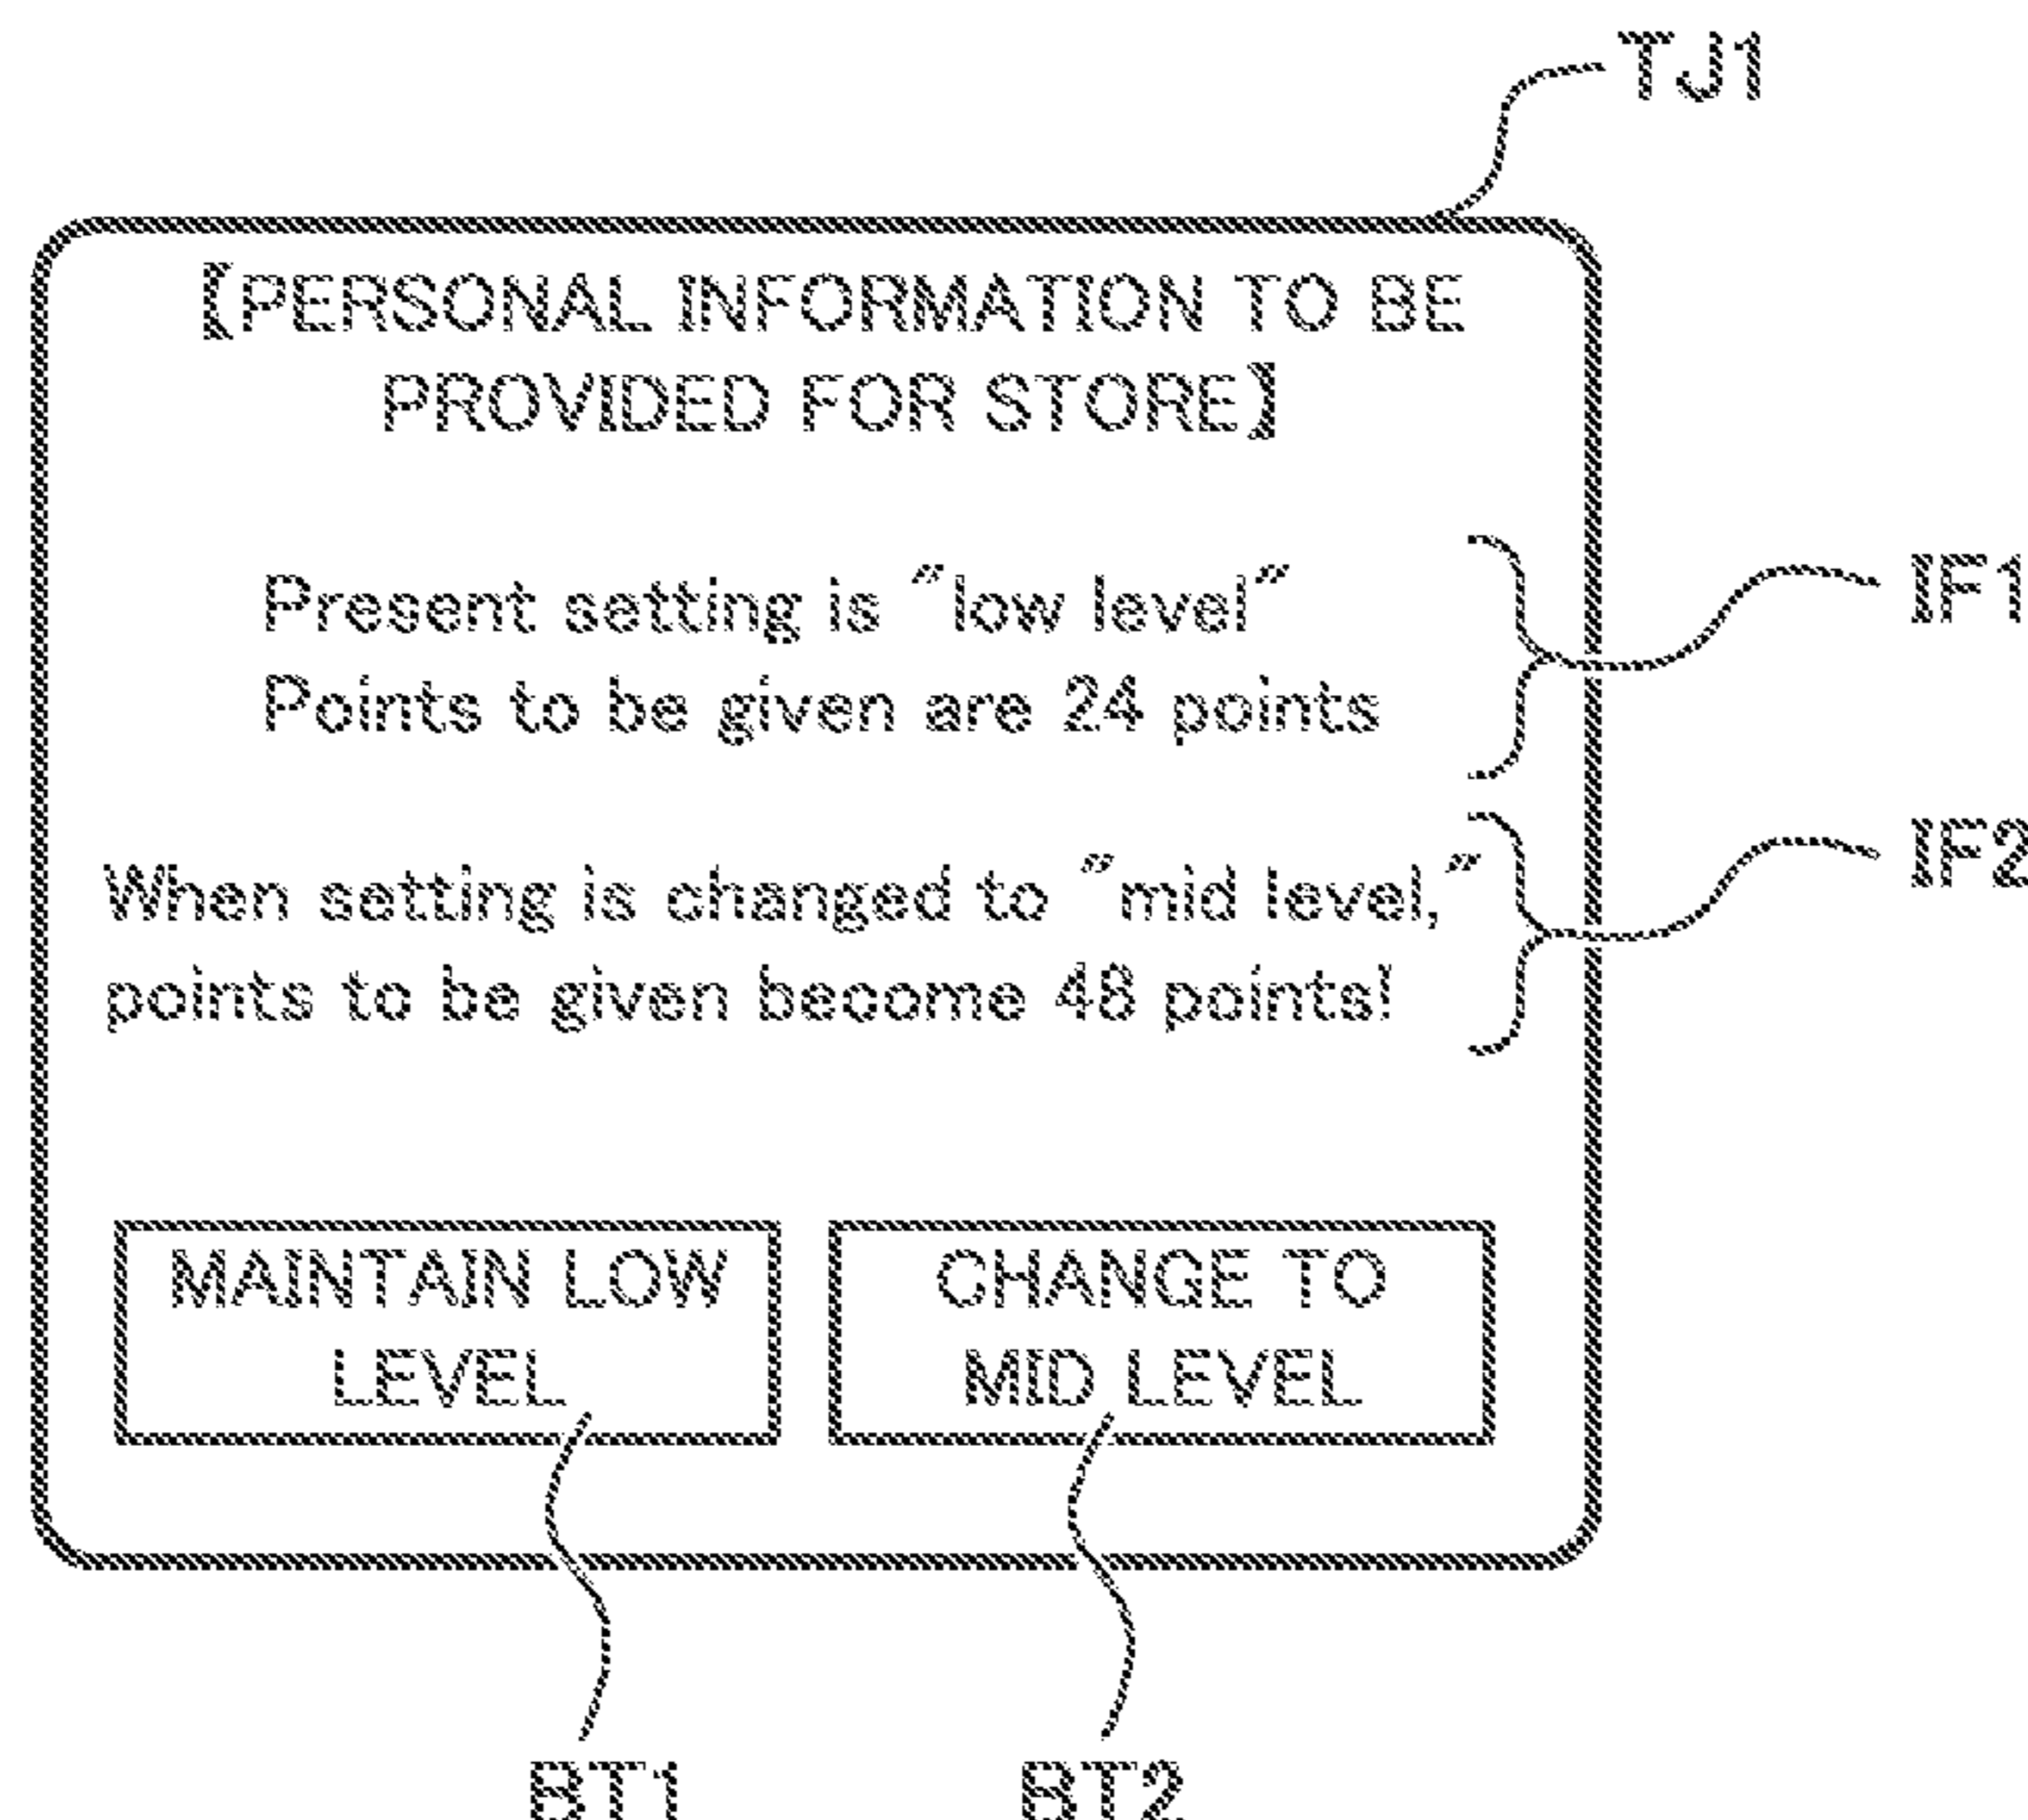 TJ1
【PERSONAL INFORMATION TO BE
PROVIDED FOR STORE】
Present setting is "low level"
Points to be given are 24 points
IF1
When setting is changed to "mid level,"
points to be given become 48 points!
IF2
MAINTAIN LOW
LEVEL
CHANGE TO
MID LEVEL
BT1
BT2